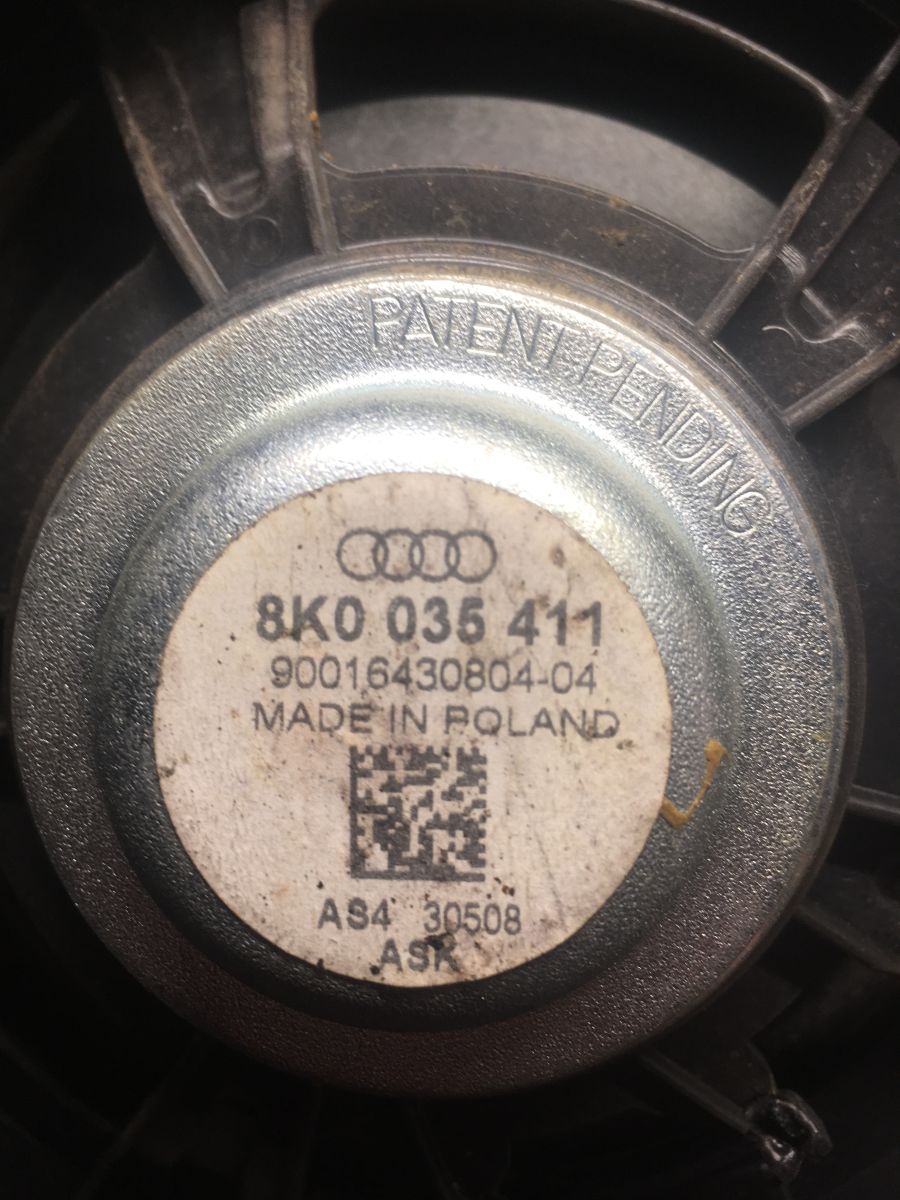 PATENT PENDING
8K0 035 411
90016430804-04
MADE IN POLAND
AS4 30508
ASK